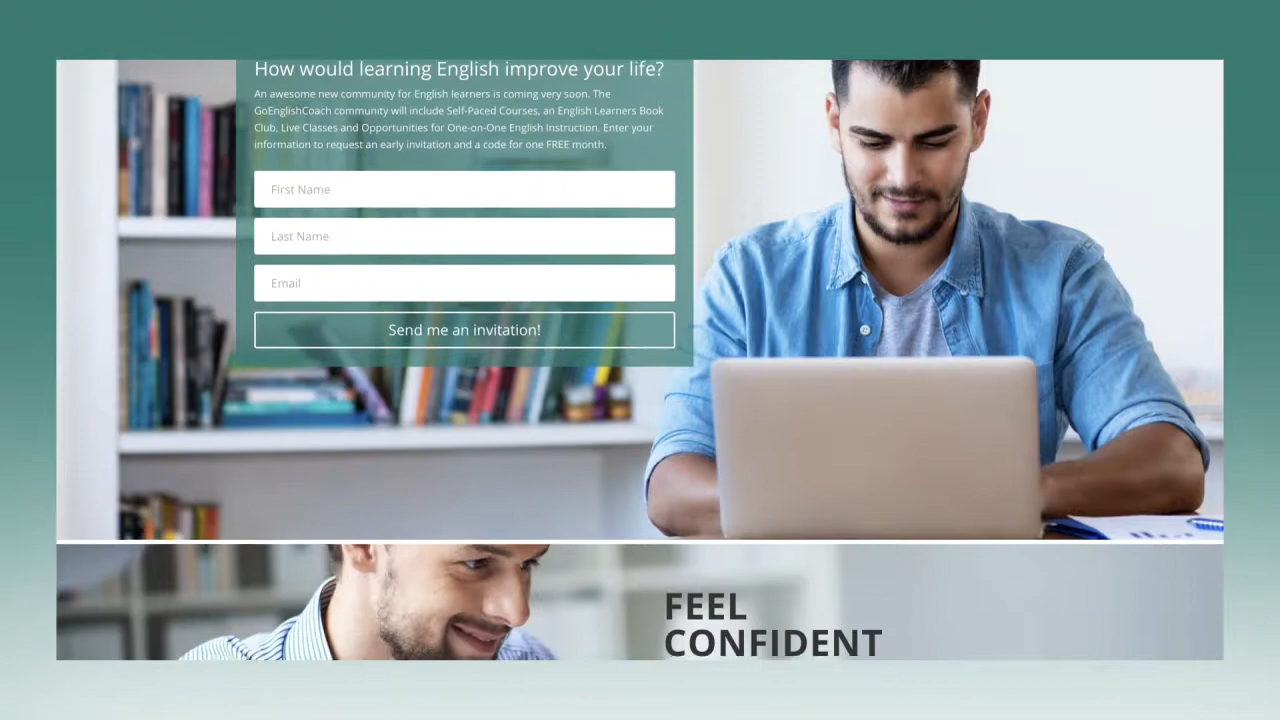 How would learning English improve your life?
An awesome new community for English learners is coming very soon. The
GoEnglishCoach community will include Self-Paced Courses, an English Learners Book
Club, Live Classes and Opportunities for One-on-One English Instruction. Enter your
information to request an early invitation and a code for one FREE month.
First Name
Last Name
Email
Send me an invitation!
FEEL
CONFIDENT